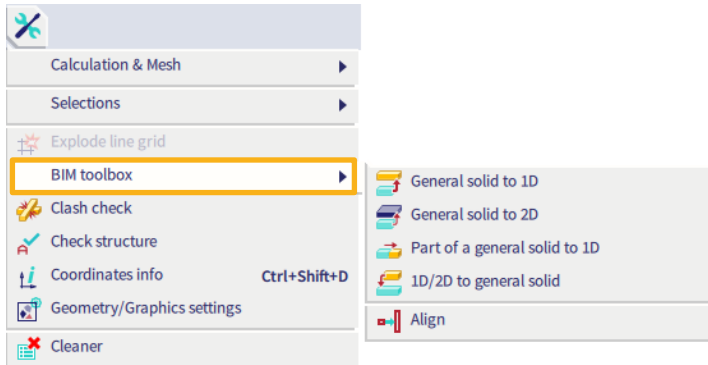 Calculation & Mesh
Selections
Explode line grid
BIM toolbox
Clash check
Check structure
Coordinates info Ctrl+Shift+D
Geometry/Graphics settings
Cleaner
General solid to 1D
General solid to 2D
Part of a general solid to 1D
1D/2D to general solid
Align